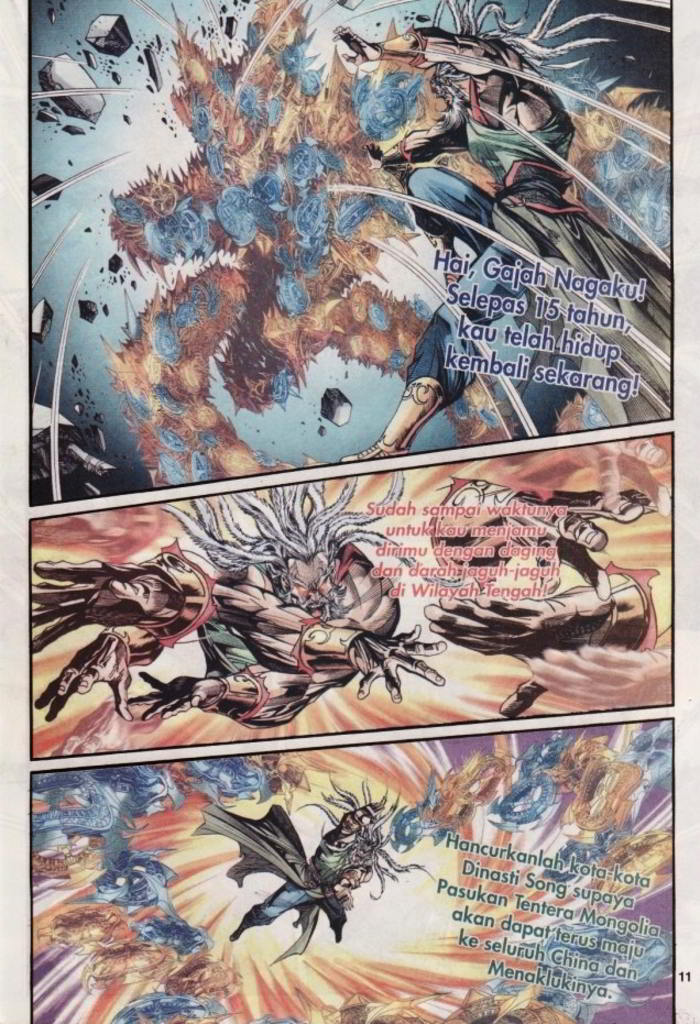 Hai, Gajah Nagaku!
Selepas 15 tahun,
kau telah hidup
kembali sekarang!
Sudah sampai waktunya
untuk kau menjamu
dirimu dengan daging
dan darah jaguh-jaguh
di Wilayah Tengah!
Hancurkanlah kota-kota
Dinasti Song supaya
Pasukan Tentera Mongolia
akan dapat terus maju
ke seluruh China dan
Menaklukinya.
11